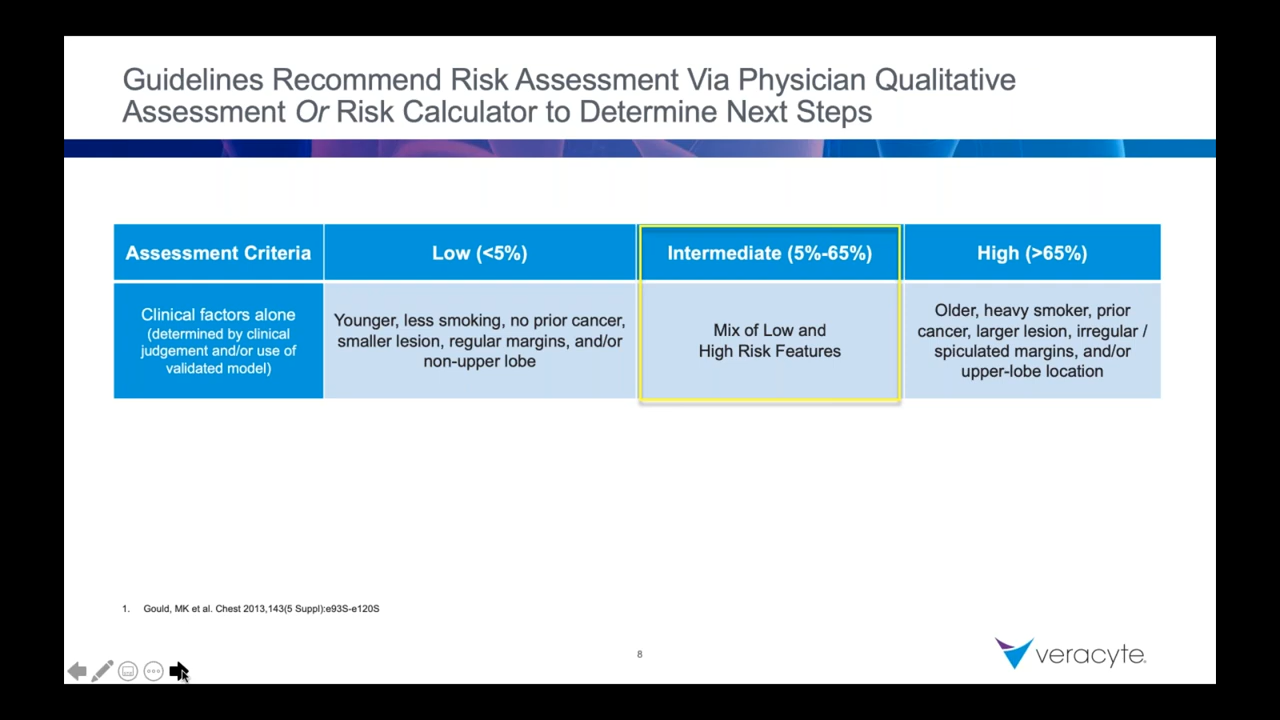 Guidelines Recommend Risk Assessment Via Physician Qualitative
Assessment Or Risk Calculator to Determine Next Steps
Assessment Criteria
Low (<5%)
Intermediate (5%-65%)
High (>65%)
Clinical factors alone
(determined by clinical
judgement and/or use of
validated model)
Younger, less smoking, no prior cancer,
smaller lesion, regular margins, and/or
non-upper lobe
Mix of Low and
High Risk Features
Older, heavy smoker, prior
cancer, larger lesion, irregular /
spiculated margins, and/or
upper-lobe location
1. Gould, MK et al. Chest 2013,143(5 Suppl):e93S-e120S
8
veracyte.